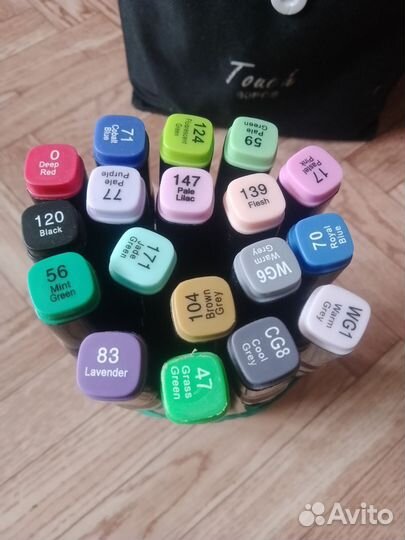 Touch
80PCS
0
Deep
Red
71
Cobalt
Blue
124
Fluorescent
Green
59
Pale
Green
77
Pale
Purple
147
Pale
Lilac
139
Flesh
17
Pastel
Pink
120
Black
171
Jade
Green
WG6
Warm
Grey
70
Royal
Blue
56
Mint
Green
104
Brown
Grey
CG8
Cool
Grey
WG1
Warm
Grey
83
Lavender
47
Grass
Green
Avito